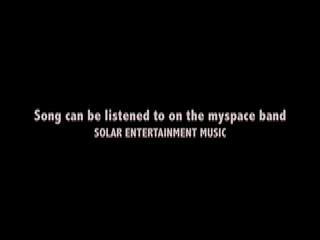 Song can be listened to on the myspace band
SOLAR ENTERTAINMENT MUSIC